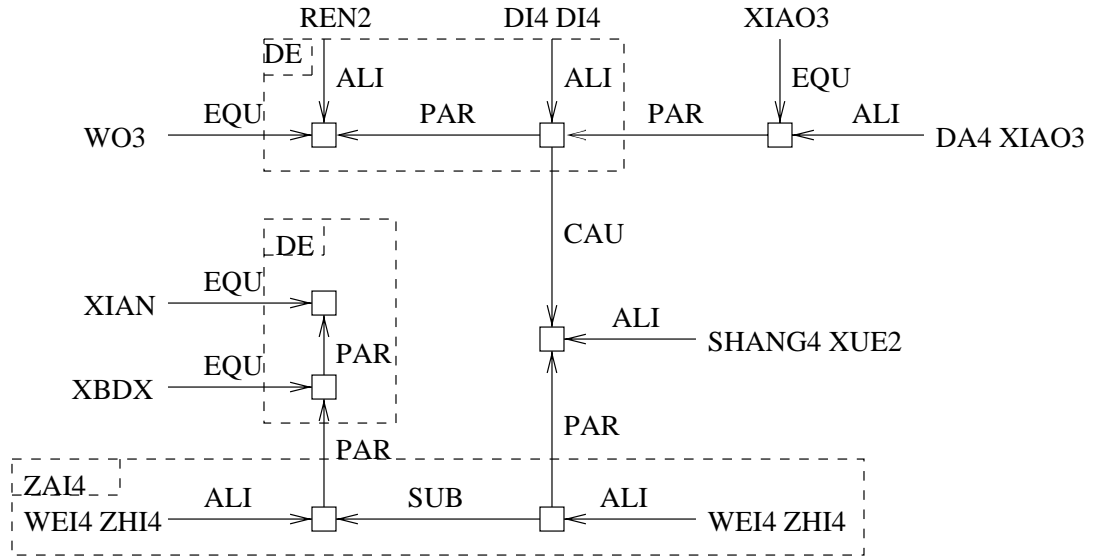 REN2 DI4 DI4 XIAO3
DE
ALI ALI EQU
EQU PAR PAR ALI
WO3 DA4 XIAO3
CAU
DE
EQU
XIAN ALI
PAR SHANG4 XUE2
EQU
XBDX
PAR PAR
ZAI4
ALI SUB ALI
WEI4 ZHI4 WEI4 ZHI4